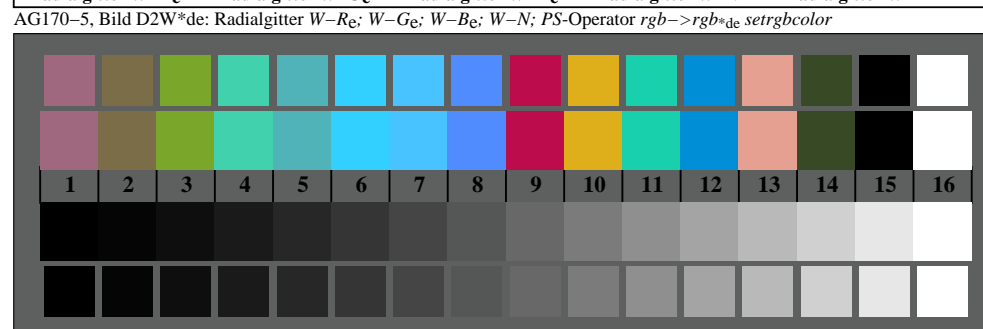 AG170–5, Bild D2W*de: Radialgitter W–Re; W–Ge; W–Be; W–N; PS-Operator rgb–>rgb*de setrgbcolor
1 2 3 4 5 6 7 8 9 10 11 12 13 14 15 16